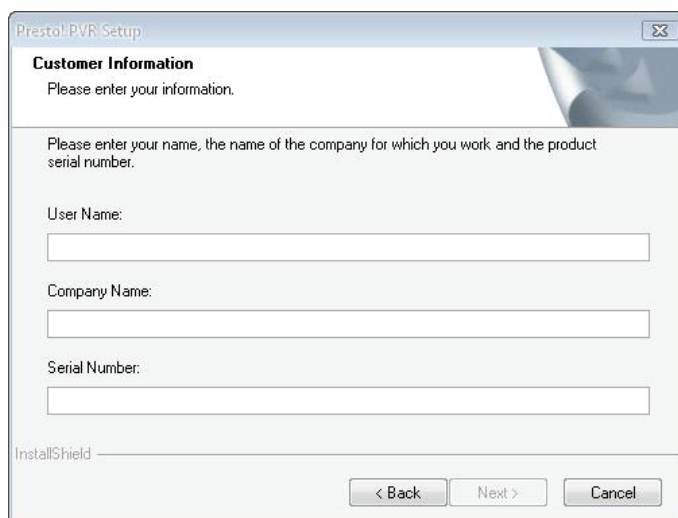 Presto! PVR Setup
Customer Information
Please enter your information.
Please enter your name, the name of the company for which you work and the product
serial number.
User Name:
Company Name:
Serial Number:
InstallShield
< Back
Next >
Cancel